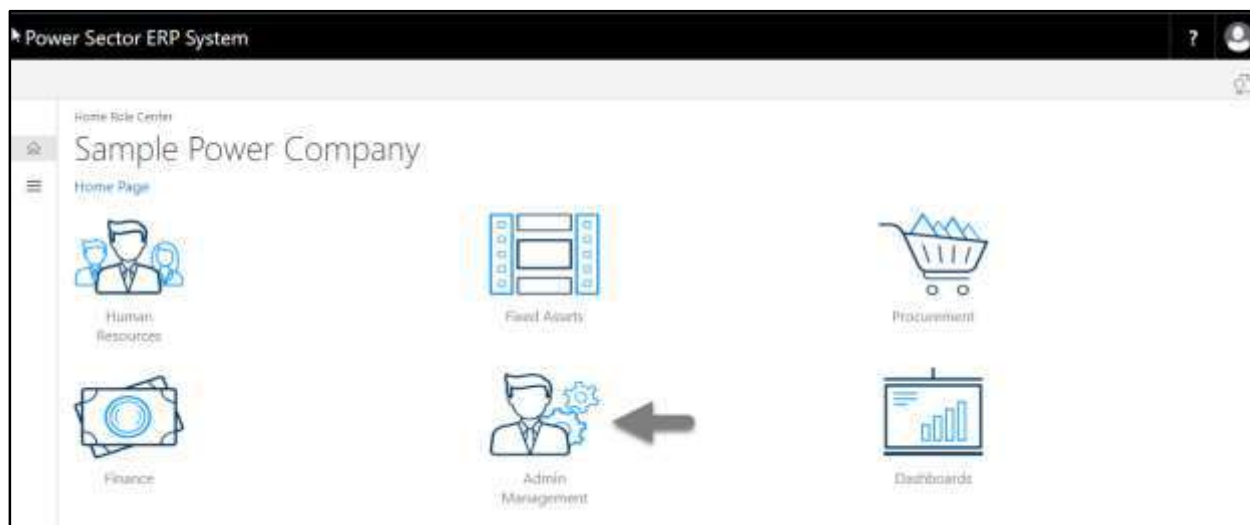 Power Sector ERP System
?
Home Role Center
Sample Power Company
Home Page
Human
Resources
Fixed Assets
Procurement
Finance
Admin
Management
Dashboards